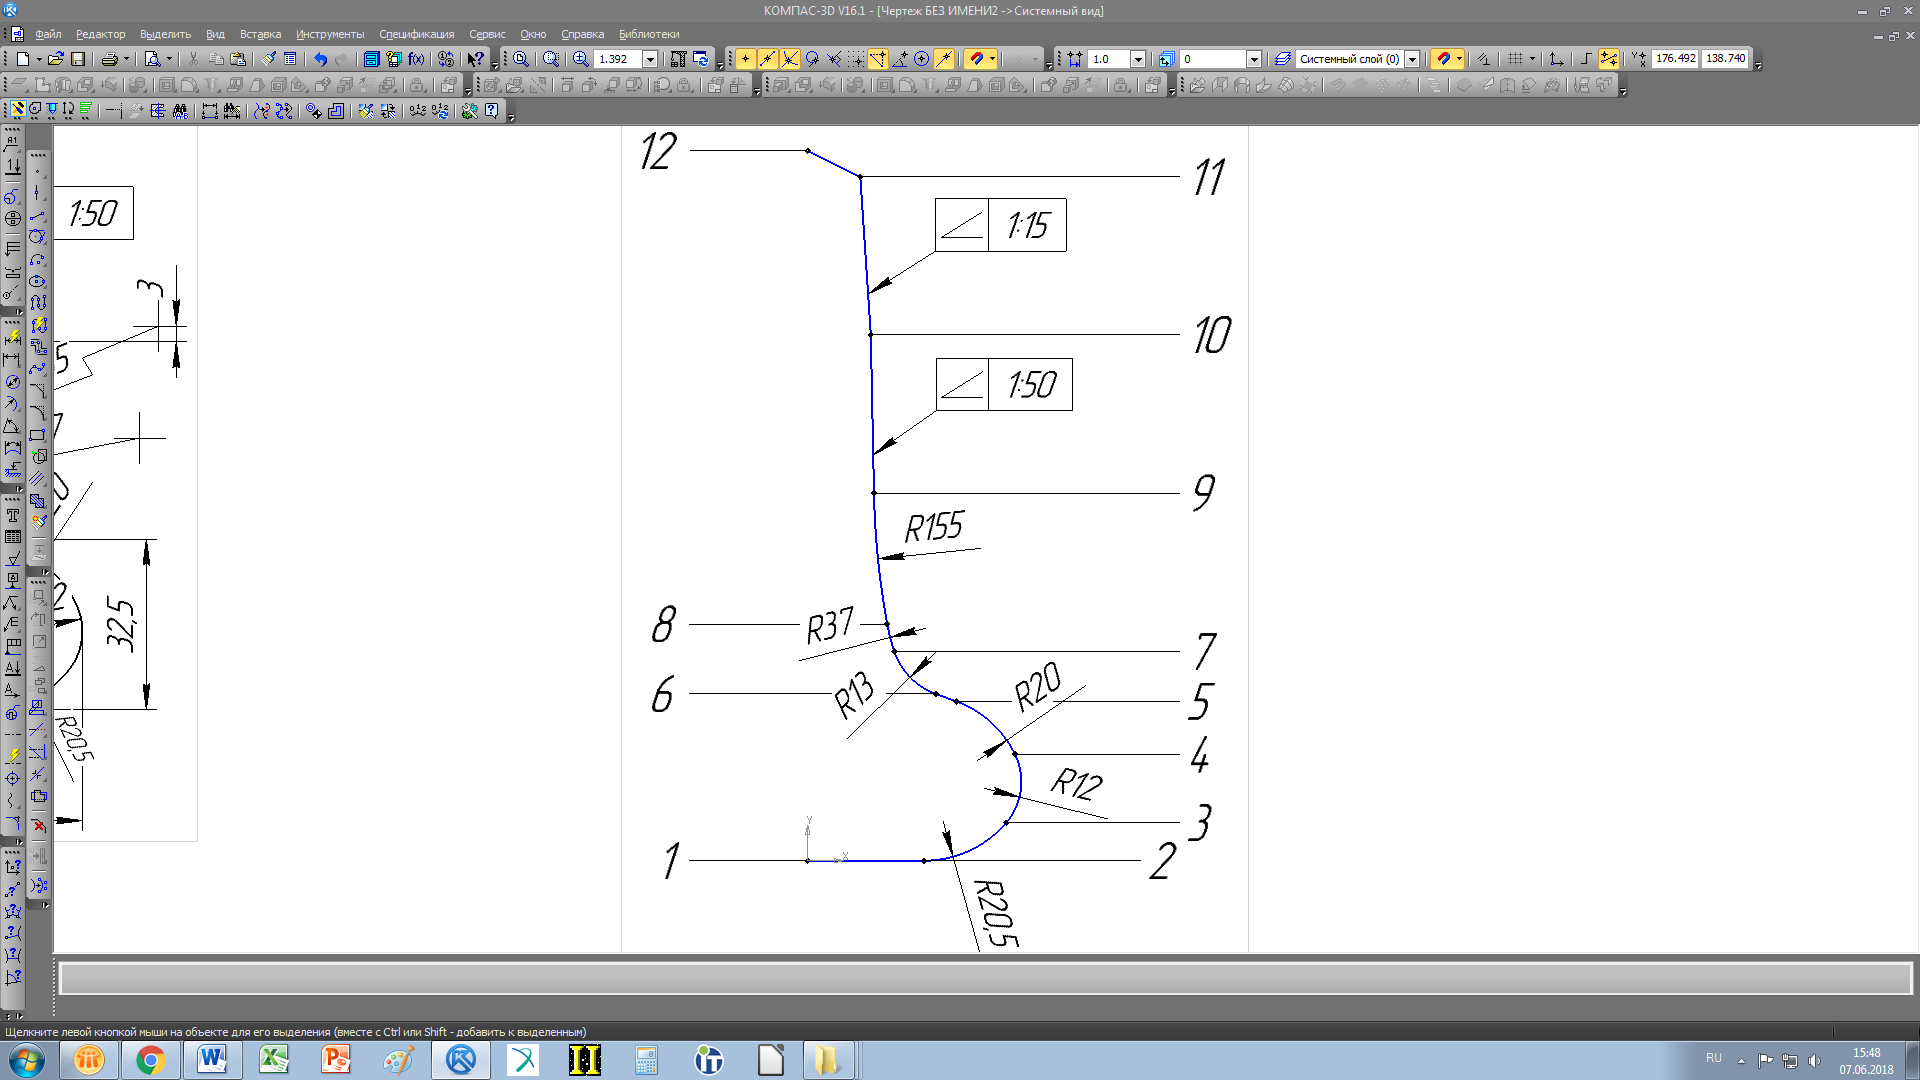 КОМПАС-3D V16.1 - [Чертеж БЕЗ ИМЕНИ2 ->Системный вид]
Файл Редактор Выделить Вид Вставка Инструменты Спецификация Сервис Окно Справка Библиотеки
1.392 1.0 0 Системный слой (0) 176.492 138.740
12
11
1:15
1:50
3
10
1:50
9
R155
32,5
8
R37
7
6
R13
R20
5
4
R20,5
R12
3
1
2
R20,5
Y
X
Щелкните левой кнопкой мыши на объекте для его выделения (вместе с Ctrl или Shift - добавить к выделенным)
RU
15:48
07.06.2018